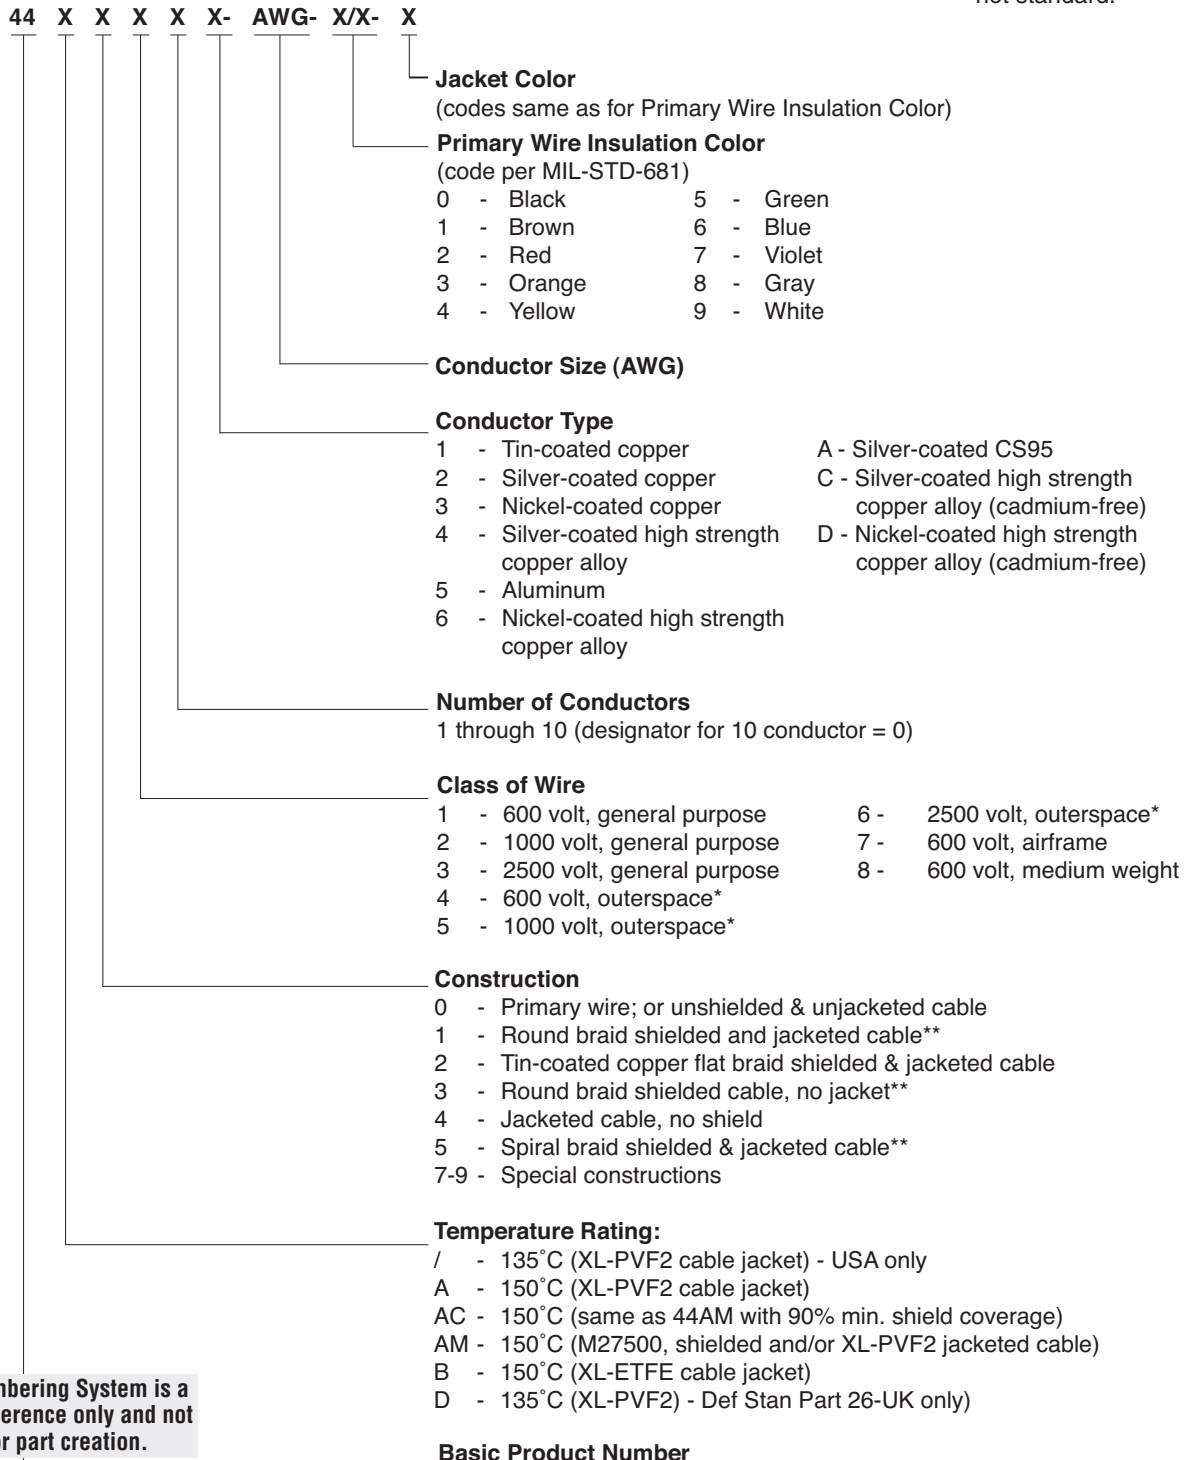 not standard.
44 X X X X X- AWG- X/X- X
Jacket Color
(codes same as for Primary Wire Insulation Color)
Primary Wire Insulation Color
(code per MIL-STD-681)
0 - Black 5 - Green
1 - Brown 6 - Blue
2 - Red 7 - Violet
3 - Orange 8 - Gray
4 - Yellow 9 - White
Conductor Size (AWG)
Conductor Type
1 - Tin-coated copper A - Silver-coated CS95
2 - Silver-coated copper C - Silver-coated high strength
3 - Nickel-coated copper copper alloy (cadmium-free)
4 - Silver-coated high strength D - Nickel-coated high strength
copper alloy copper alloy (cadmium-free)
5 - Aluminum
6 - Nickel-coated high strength
copper alloy
Number of Conductors
1 through 10 (designator for 10 conductor = 0)
Class of Wire
1 - 600 volt, general purpose 6 - 2500 volt, outerspace*
2 - 1000 volt, general purpose 7 - 600 volt, airframe
3 - 2500 volt, general purpose 8 - 600 volt, medium weight
4 - 600 volt, outerspace*
5 - 1000 volt, outerspace*
Construction
0 - Primary wire; or unshielded & unjacketed cable
1 - Round braid shielded and jacketed cable**
2 - Tin-coated copper flat braid shielded & jacketed cable
3 - Round braid shielded cable, no jacket**
4 - Jacketed cable, no shield
5 - Spiral braid shielded & jacketed cable**
7-9 - Special constructions
Temperature Rating:
/ - 135˚C (XL-PVF2 cable jacket) - USA only
A - 150˚C (XL-PVF2 cable jacket)
AC - 150˚C (same as 44AM with 90% min. shield coverage)
AM - 150˚C (M27500, shielded and/or XL-PVF2 jacketed cable)
B - 150˚C (XL-ETFE cable jacket)
D - 135˚C (XL-PVF2) - Def Stan Part 26-UK only)
mbering System is a
erence only and not
or part creation.
Basic Product Number